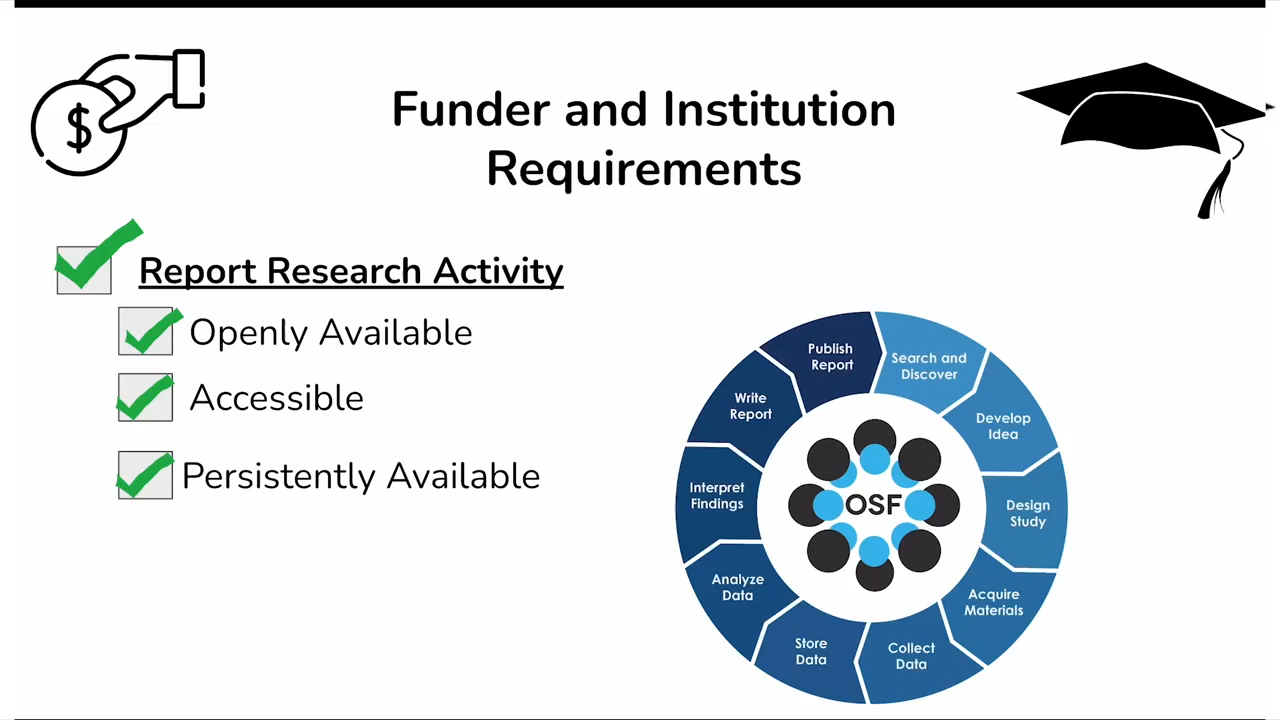 Funder and Institution
Requirements
$
Report Research Activity
Openly Available
Accessible
Persistently Available
Publish
Report
Search and
Discover
Develop
Idea
Design
Study
Acquire
Materials
Collect
Data
Store
Data
Analyze
Data
Interpret
Findings
Write
Report
OSF